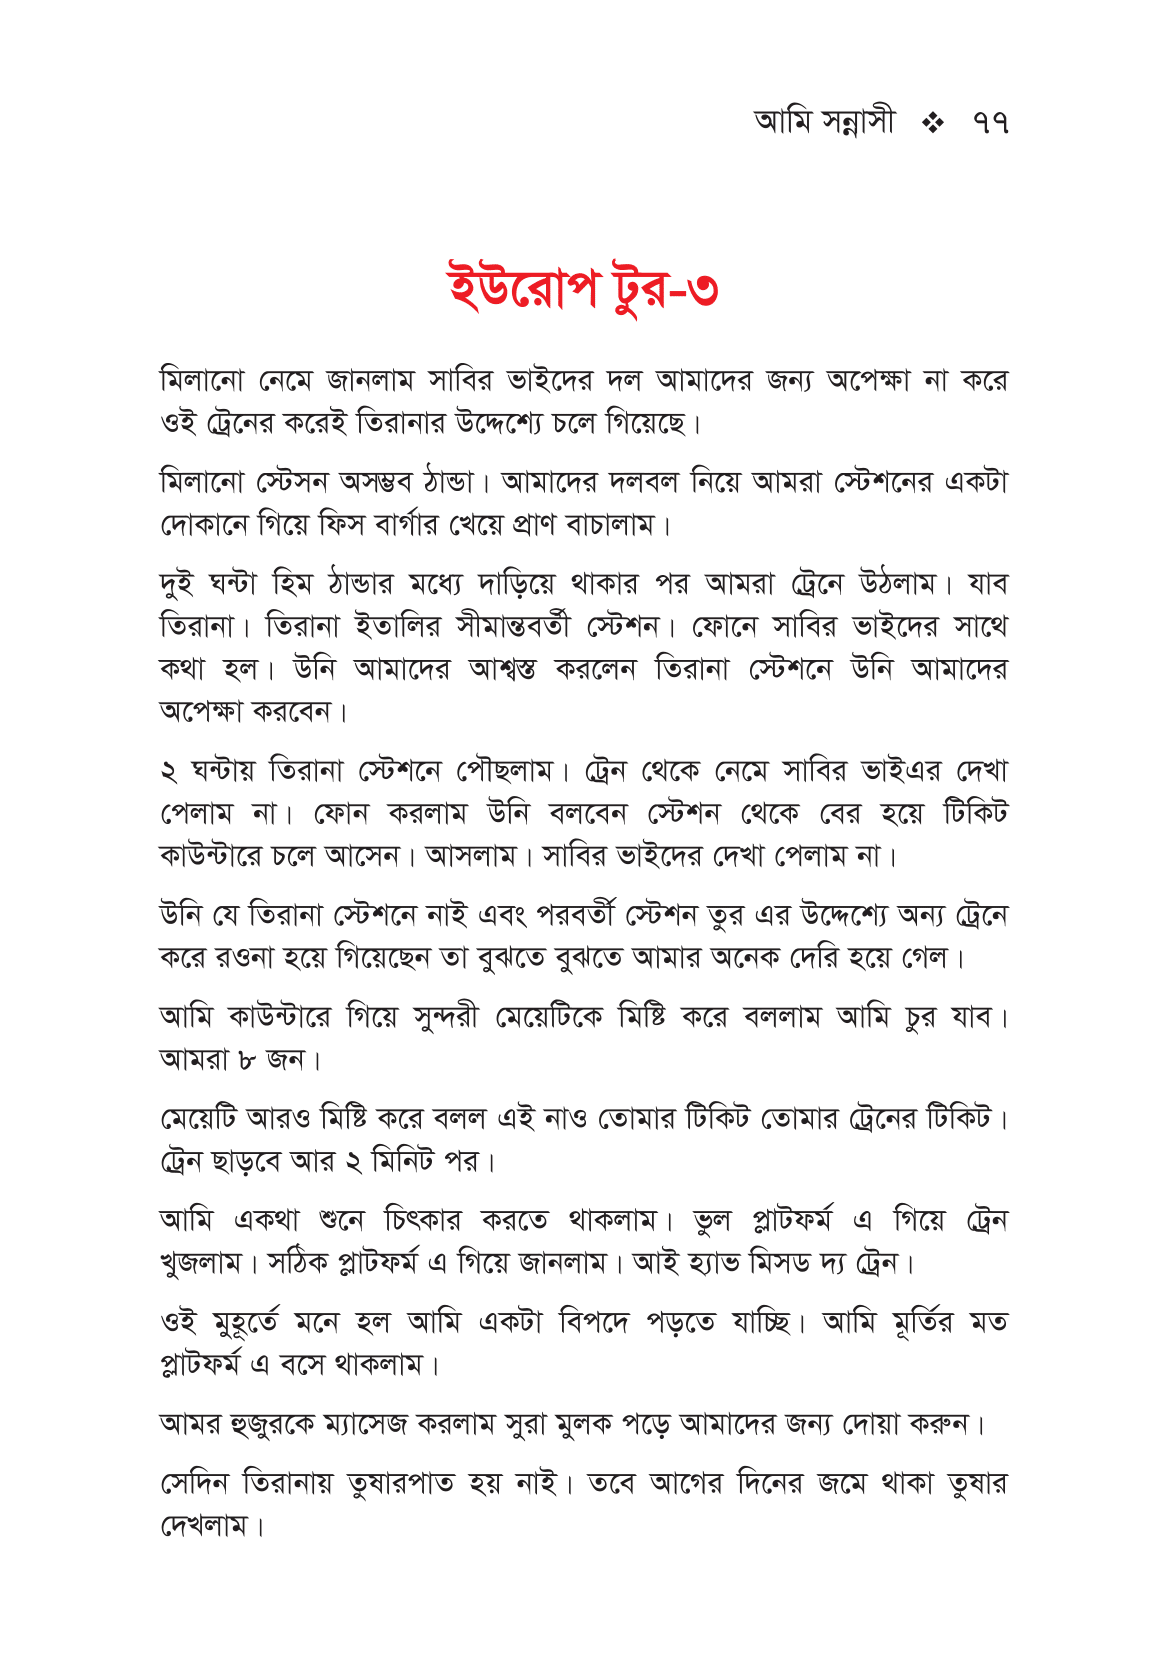 আমি সন্নাসী ❖ ৭৭
ইউরোপ টুর-৩
মিলানো নেমে জানলাম সাবির ভাইদের দল আমাদের জন্য অপেক্ষা না করে
ওই ট্রেনের করেই তিরানার উদ্দেশ্যে চলে গিয়েছে।
মিলানো স্টেসন অসম্ভব ঠান্ডা। আমাদের দলবল নিয়ে আমরা স্টেশনের একটা
দোকানে গিয়ে ফিস বার্গার খেয়ে প্রাণ বাচালাম।
দুই ঘন্টা হিম ঠান্ডার মধ্যে দাড়িয়ে থাকার পর আমরা ট্রেনে উঠলাম। যাব
তিরানা। তিরানা ইতালির সীমান্তবর্তী স্টেশন। ফোনে সাবির ভাইদের সাথে
কথা হল। উনি আমাদের আশ্বস্ত করলেন তিরানা স্টেশনে উনি আমাদের
অপেক্ষা করবেন।
২ ঘন্টায় তিরানা স্টেশনে পৌছলাম। ট্রেন থেকে নেমে সাবির ভাইএর দেখা
পেলাম না। ফোন করলাম উনি বলবেন স্টেশন থেকে বের হয়ে টিকিট
কাউন্টারে চলে আসেন। আসলাম। সাবির ভাইদের দেখা পেলাম না।
উনি যে তিরানা স্টেশনে নাই এবং পরবর্তী স্টেশন তুর এর উদ্দেশ্যে অন্য ট্রেনে
করে রওনা হয়ে গিয়েছেন তা বুঝতে বুঝতে আমার অনেক দেরি হয়ে গেল।
আমি কাউন্টারে গিয়ে সুন্দরী মেয়েটিকে মিষ্টি করে বললাম আমি চুর যাব।
আমরা ৮ জন।
মেয়েটি আরও মিষ্টি করে বলল এই নাও তোমার টিকিট তোমার ট্রেনের টিকিট।
ট্রেন ছাড়বে আর ২ মিনিট পর।
আমি একথা শুনে চিৎকার করতে থাকলাম। ভুল প্লাটফর্ম এ গিয়ে ট্রেন
খুজলাম। সঠিক প্লাটফর্ম এ গিয়ে জানলাম। আই হ্যাভ মিসড দ্য ট্রেন।
ওই মুহূর্তে মনে হল আমি একটা বিপদে পড়তে যাচ্ছি। আমি মূর্তির মত
প্লাটফর্ম এ বসে থাকলাম।
আমর হুজুরকে ম্যাসেজ করলাম সুরা মুলক পড়ে আমাদের জন্য দোয়া করুন।
সেদিন তিরানায় তুষারপাত হয় নাই। তবে আগের দিনের জমে থাকা তুষার
দেখলাম।